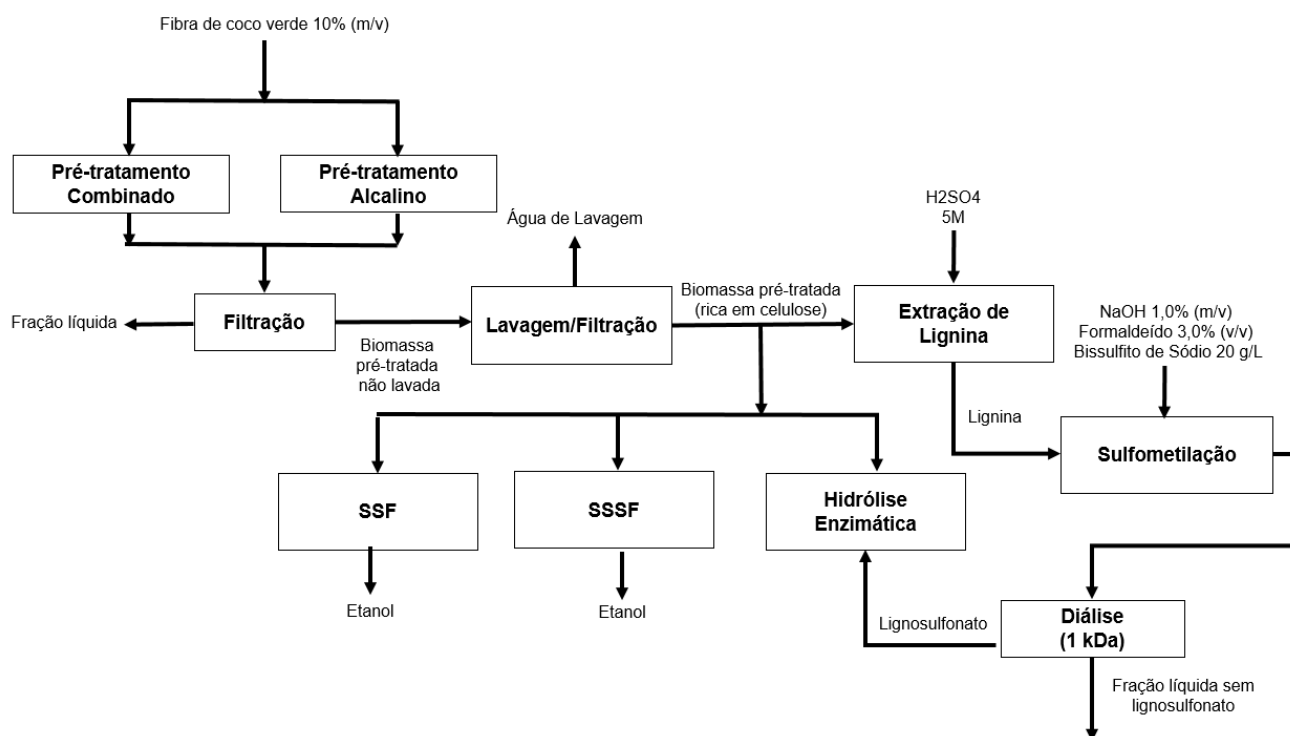 Fibra de coco verde 10% (m/v)
Pré-tratamento
Combinado
Pré-tratamento
Alcalino
Água de Lavagem
H2SO4
5M
Fração líquida
Filtração
Biomassa
pré-tratada
não lavada
Lavagem/Filtração
Biomassa pré-tratada
(rica em celulose)
Extração de
Lignina
NaOH 1,0% (m/v)
Formaldeído 3,0% (v/v)
Bissulfito de Sódio 20 g/L
Lignina
Sulfometilação
SSF
SSSF
Hidrólise
Enzimática
Etanol
Etanol
Lignosulfonato
Diálise
(1 kDa)
Fração líquida sem
lignosulfonato